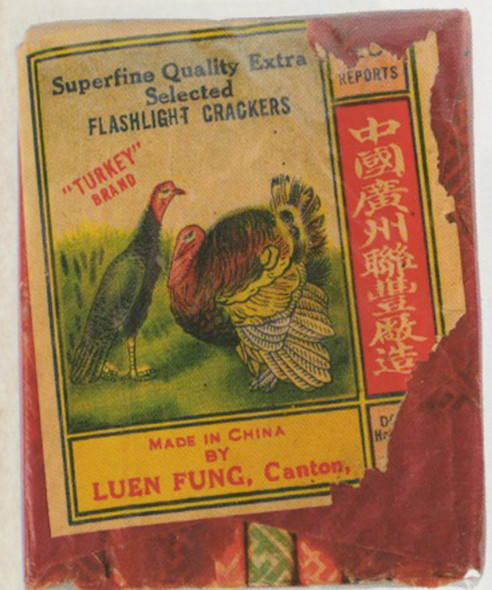 Superfine Quality Extra
Selected
FLASHLIGHT CRACKERS
"TURKEY"
BRAND
MADE IN CHINA
BY
LUEN FUNG, Canton,
REPORTS
中國廣州聯豐廠造